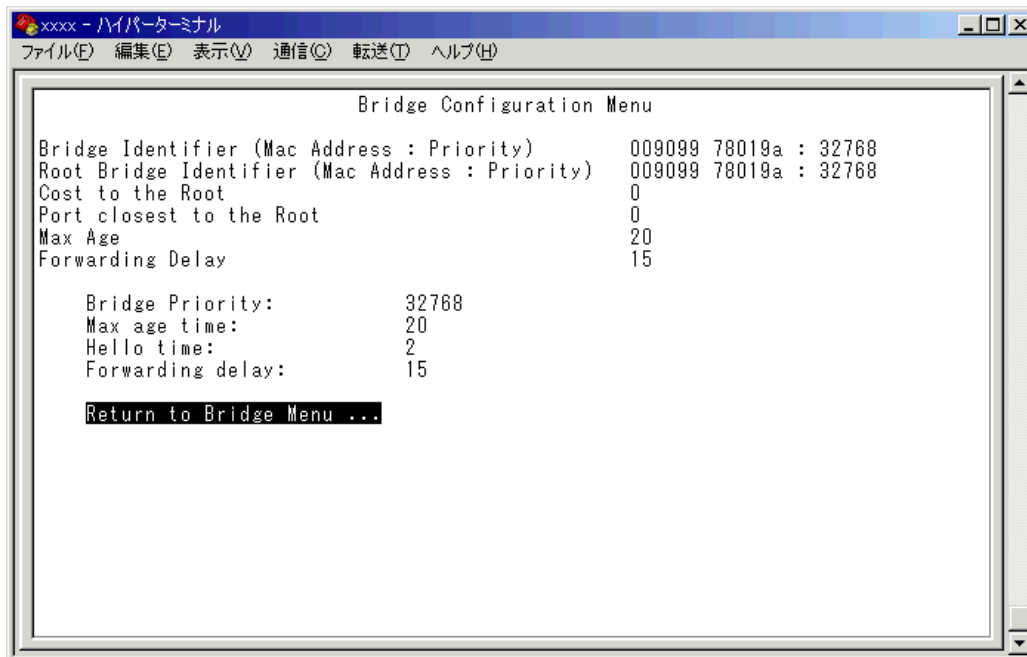 xxxx - ハイパーターミナル
ファイル(F) 編集(E) 表示(V) 通信(C) 転送(T) ヘルプ(H)
Bridge Configuration Menu
Bridge Identifier (Mac Address : Priority) 009099 78019a : 32768
Root Bridge Identifier (Mac Address : Priority) 009099 78019a : 32768
Cost to the Root 0
Port closest to the Root 0
Max Age 20
Forwarding Delay 15
Bridge Priority: 32768
Max age time: 20
Hello time: 2
Forwarding delay: 15
Return to Bridge Menu ...